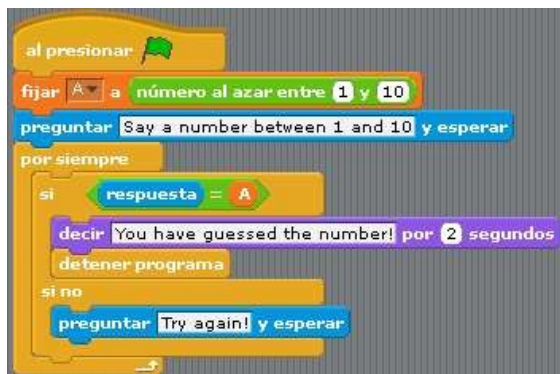 al presionar
fijar A a número al azar entre 1 y 10
preguntar Say a number between 1 and 10 y esperar
por siempre
si respuesta = A
decir You have guessed the number! por 2 segundos
detener programa
si no
preguntar Try again! y esperar